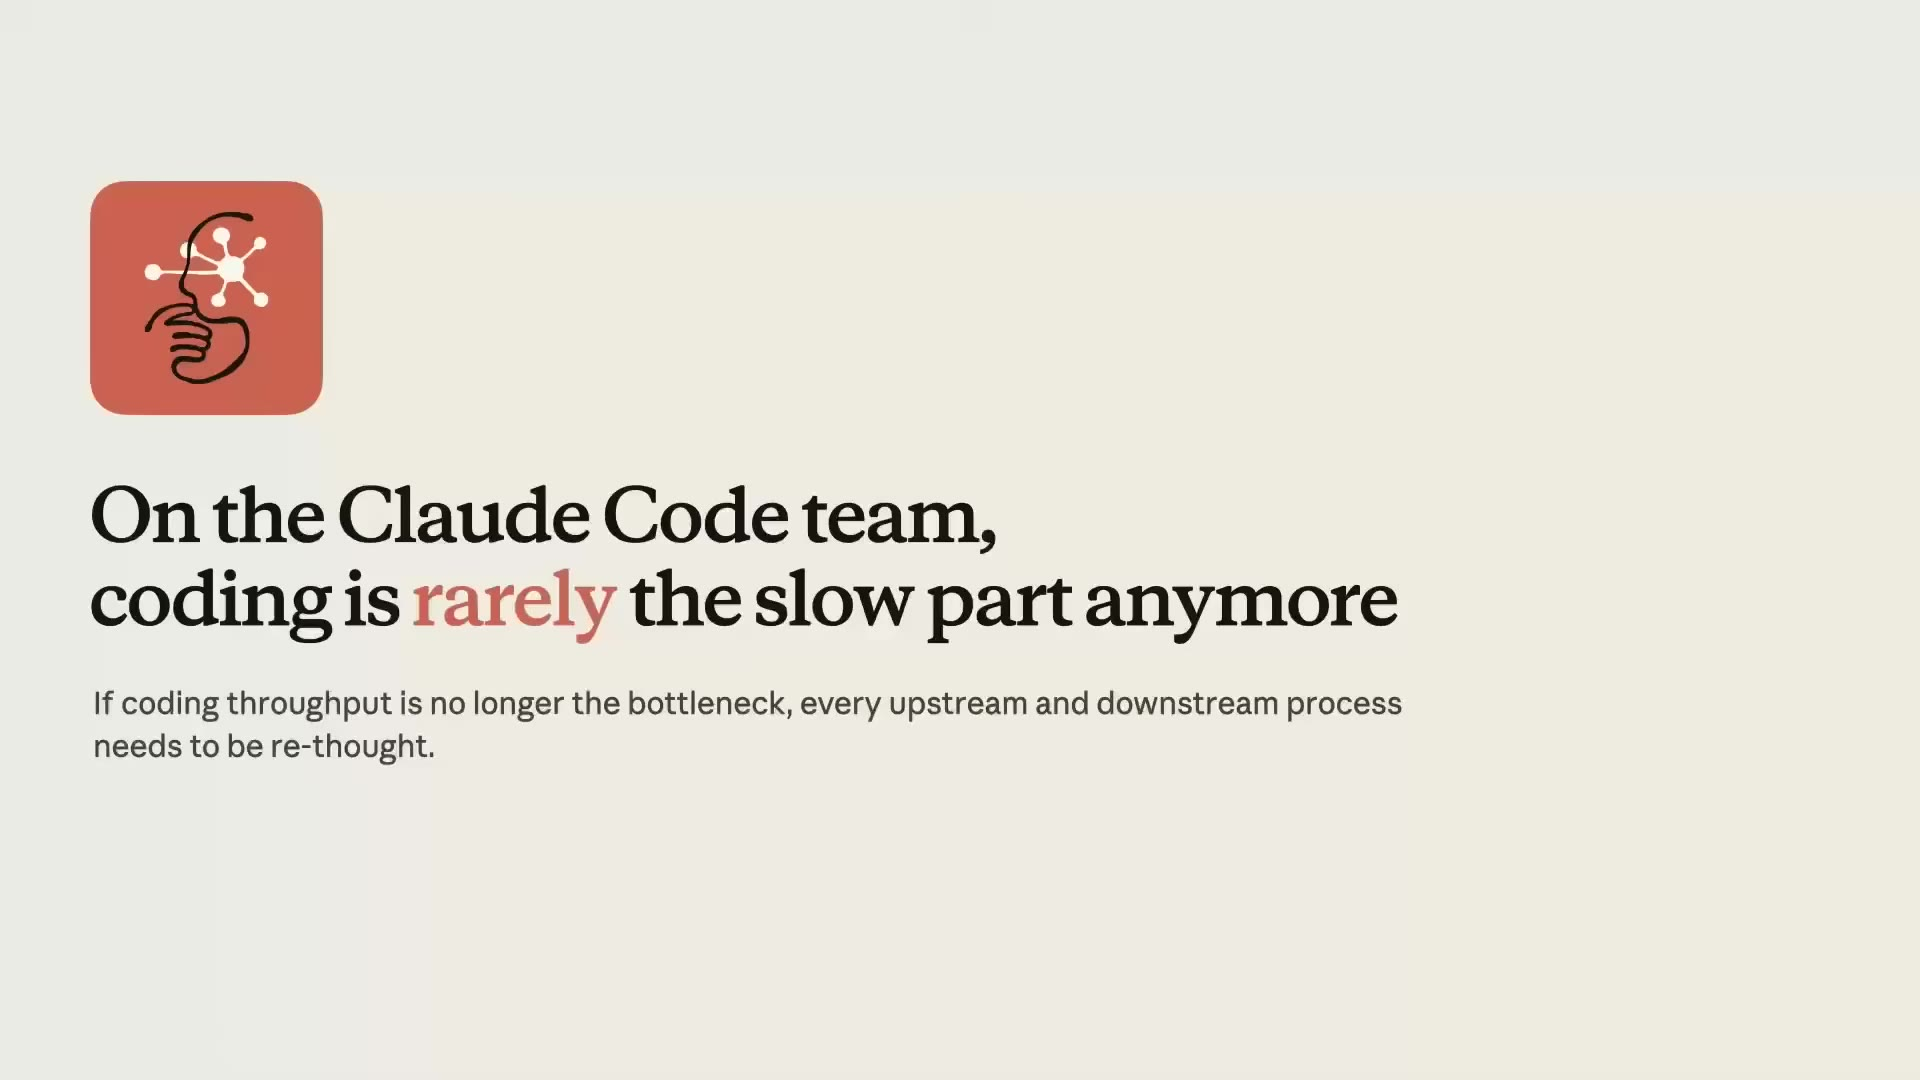 On the Claude Code team,
coding is rarely the slow part anymore
If coding throughput is no longer the bottleneck, every upstream and downstream process
needs to be re-thought.